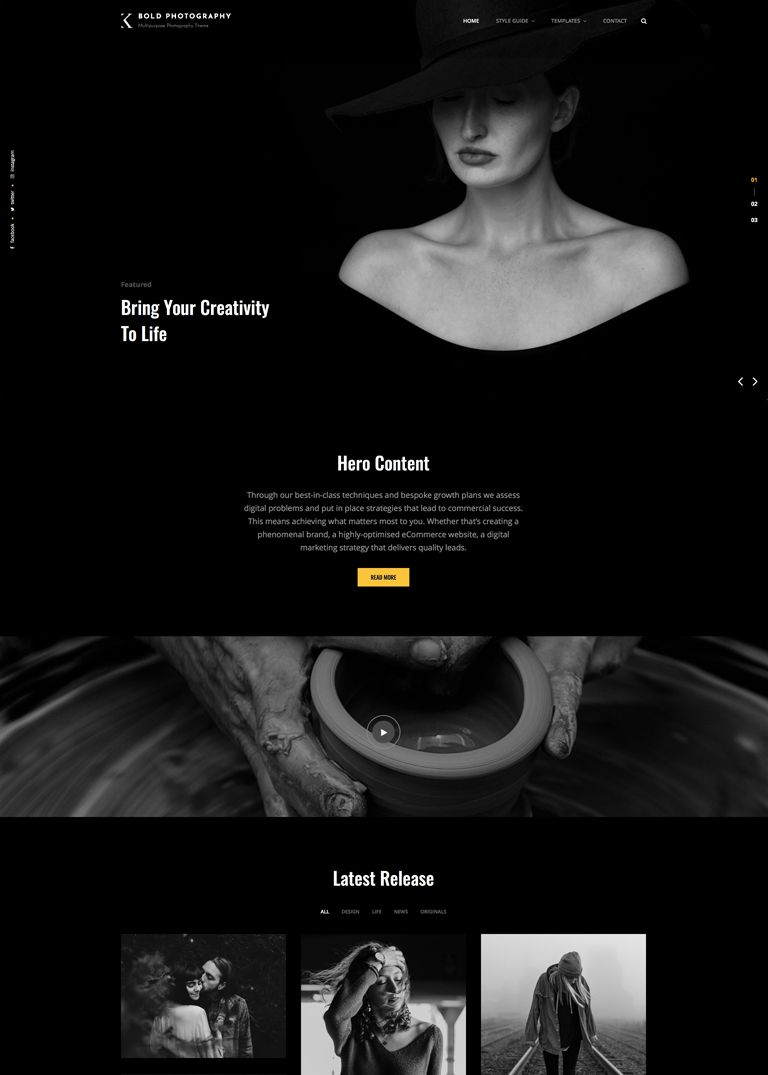 BOLD PHOTOGRAPHY
Multipurpose Photography Theme
HOME STYLE GUIDE TEMPLATES CONTACT
instagram
twitter
facebook
01
02
03
Featured
Bring Your Creativity
To Life
Hero Content
Through our best-in-class techniques and bespoke growth plans we assess
digital problems and put in place strategies that lead to commercial success.
This means achieving what matters most to you. Whether that's creating a
phenomenal brand, a highly-optimised eCommerce website, a digital
marketing strategy that delivers quality leads.
READ MORE
Latest Release
ALL DESIGN LIFE NEWS ORIGINALS